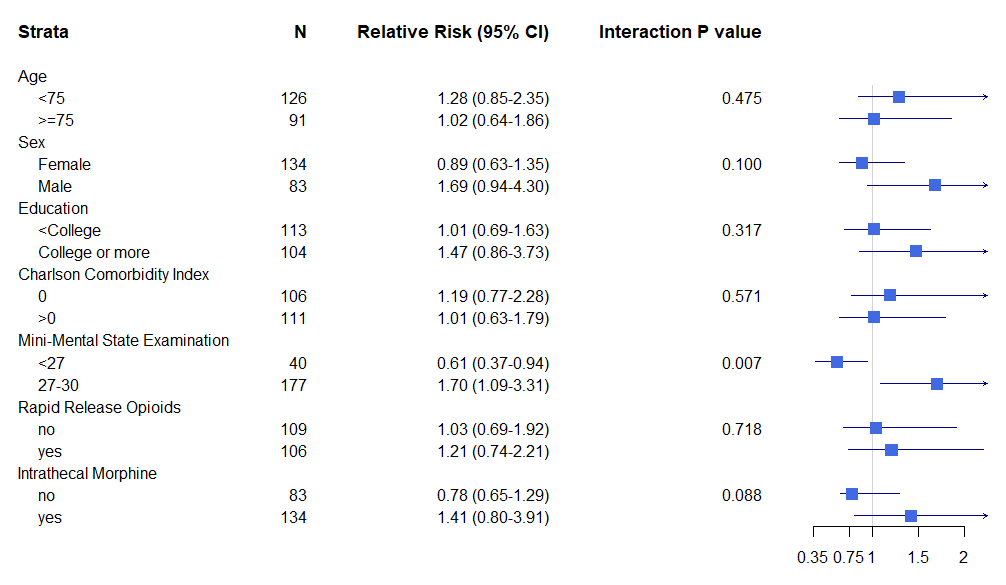 Strata N Relative Risk (95% CI) Interaction P value
Age
<75 126 1.28 (0.85-2.35) 0.475
>=75 91 1.02 (0.64-1.86)
Sex
Female 134 0.89 (0.63-1.35) 0.100
Male 83 1.69 (0.94-4.30)
Education
<College 113 1.01 (0.69-1.63) 0.317
College or more 104 1.47 (0.86-3.73)
Charlson Comorbidity Index
0 106 1.19 (0.77-2.28) 0.571
>0 111 1.01 (0.63-1.79)
Mini-Mental State Examination
<27 40 0.61 (0.37-0.94) 0.007
27-30 177 1.70 (1.09-3.31)
Rapid Release Opioids
no 109 1.03 (0.69-1.92) 0.718
yes 106 1.21 (0.74-2.21)
Intrathecal Morphine
no 83 0.78 (0.65-1.29) 0.088
yes 134 1.41 (0.80-3.91)
0.35 0.75 1 1.5 2